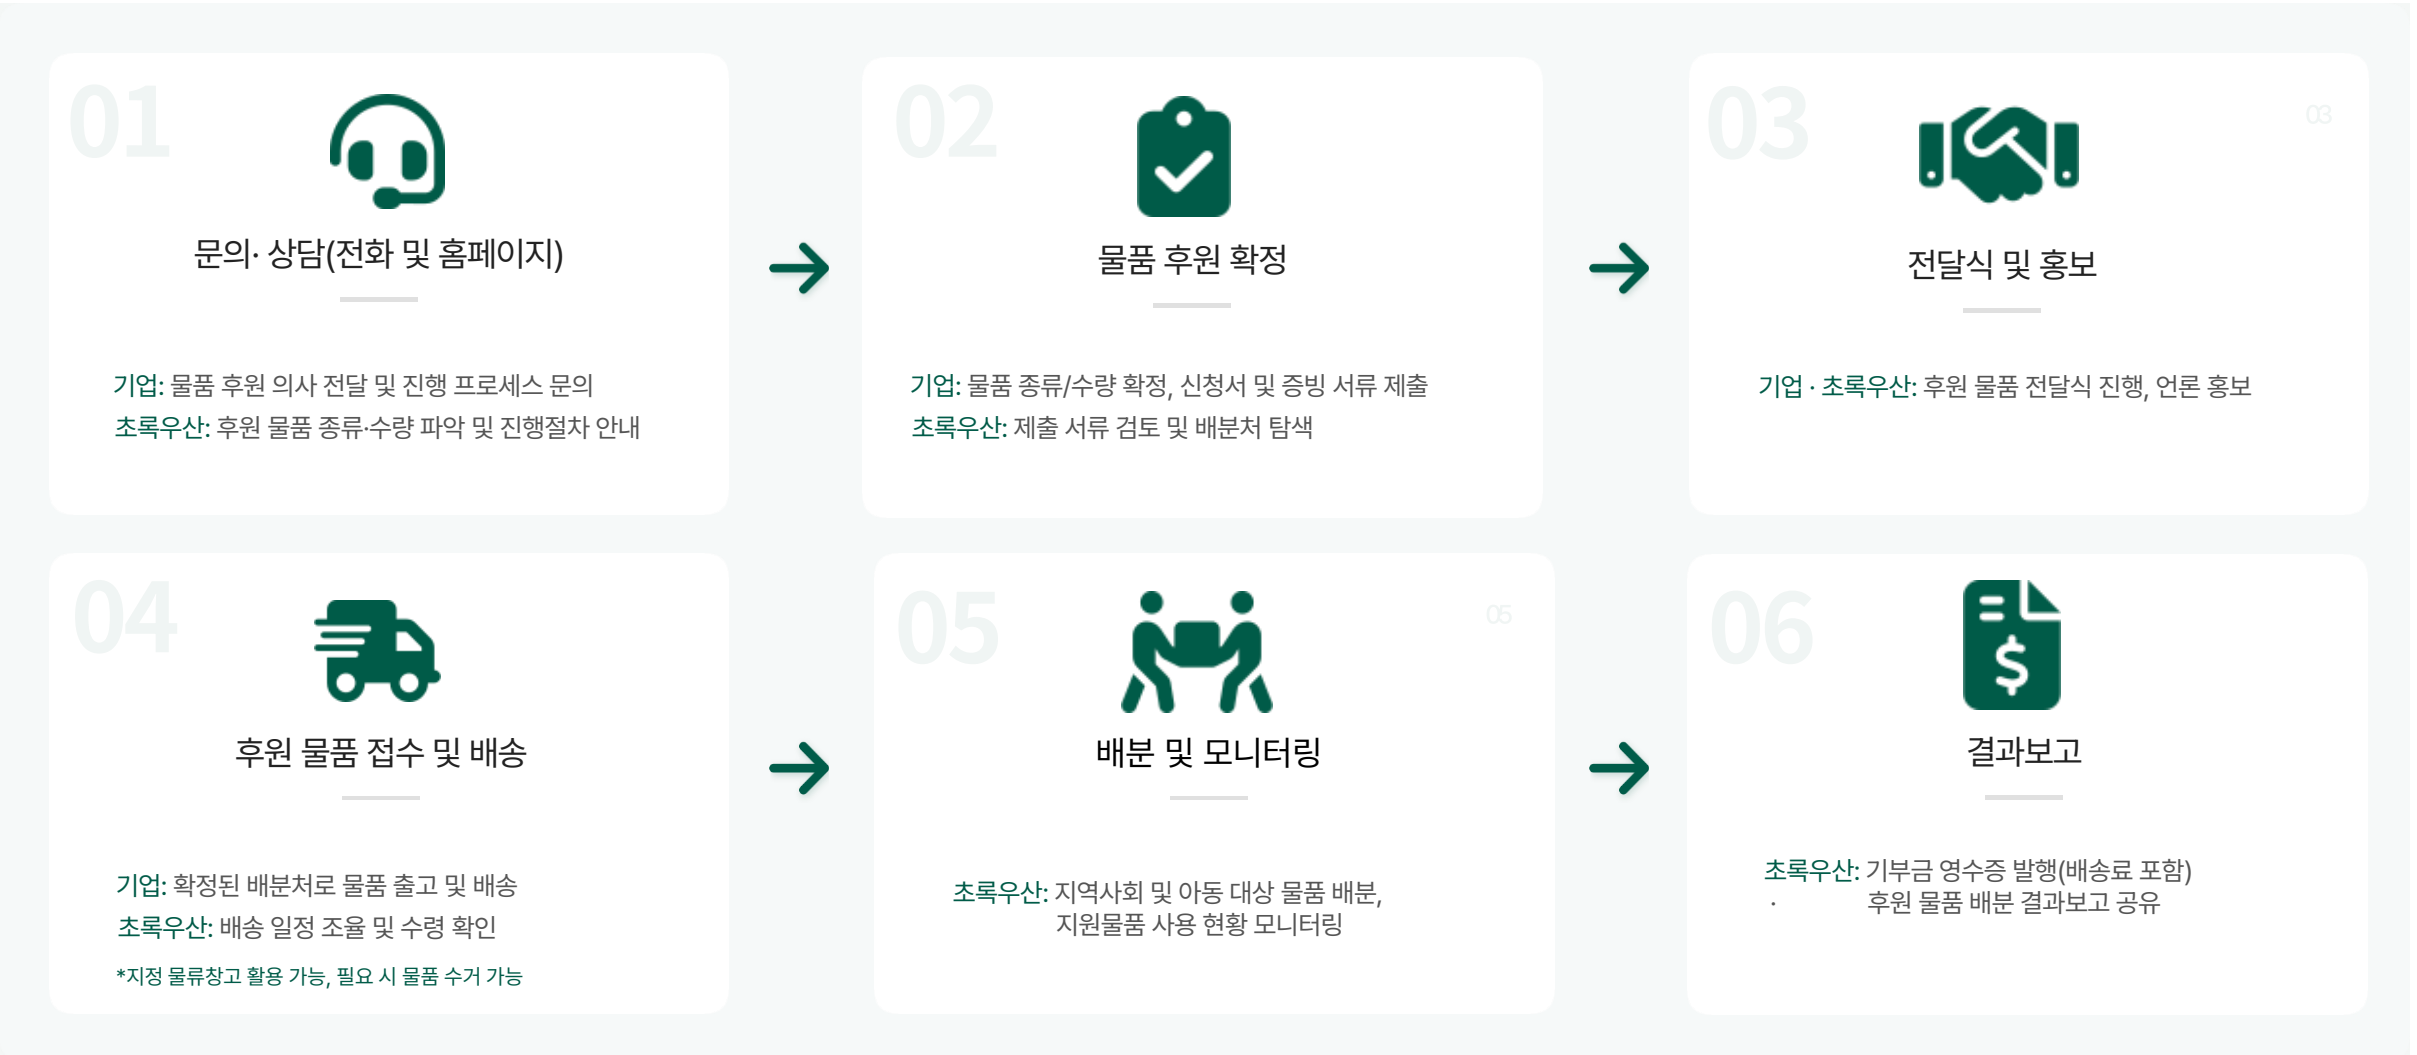 01
문의· 상담(전화 및 홈페이지)
기업: 물품 후원 의사 전달 및 진행 프로세스 문의
초록우산: 후원 물품 종류·수량 파악 및 진행절차 안내
02
물품 후원 확정
기업: 물품 종류/수량 확정, 신청서 및 증빙 서류 제출
초록우산: 제출 서류 검토 및 배분처 탐색
03
03
전달식 및 홍보
기업 · 초록우산: 후원 물품 전달식 진행, 언론 홍보
04
후원 물품 접수 및 배송
기업: 확정된 배분처로 물품 출고 및 배송
초록우산: 배송 일정 조율 및 수령 확인
*지정 물류창고 활용 가능, 필요 시 물품 수거 가능
05
05
배분 및 모니터링
초록우산: 지역사회 및 아동 대상 물품 배분,
지원물품 사용 현황 모니터링
06
$
결과보고
초록우산: 기부금 영수증 발행(배송료 포함)
· 후원 물품 배분 결과보고 공유